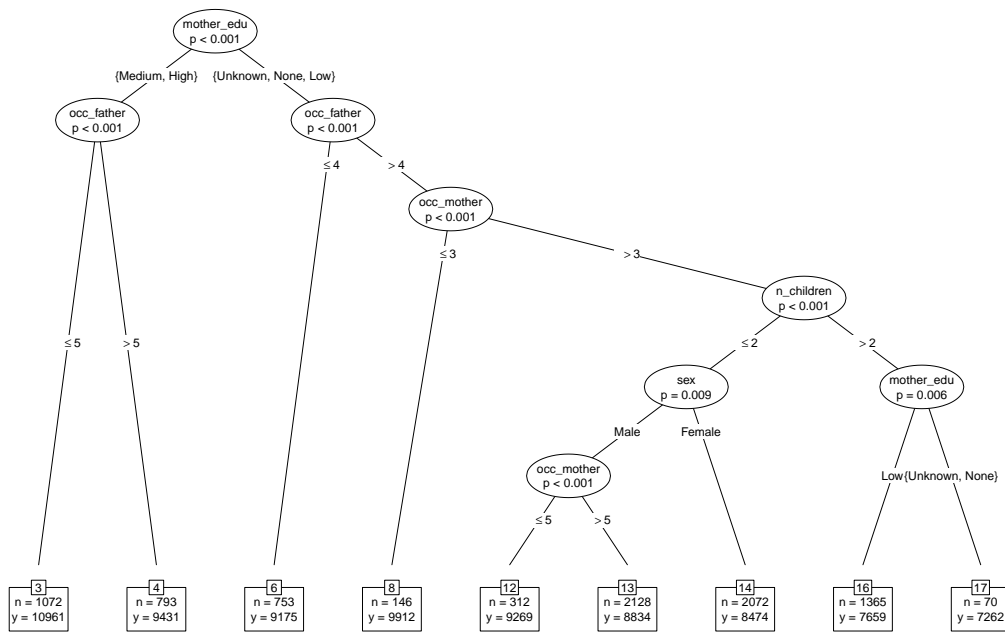 mother_edu
p < 0.001
{Medium, High}
{Unknown, None, Low}
occ_father
p < 0.001
occ_father
p < 0.001
≤ 4
> 4
occ_mother
p < 0.001
≤ 3
> 3
n_children
p < 0.001
≤ 5
> 5
≤ 2
> 2
sex
p = 0.009
mother_edu
p = 0.006
Male
Female
occ_mother
p < 0.001
Low
{Unknown, None}
≤ 5
> 5
3
n = 1072
y = 10961
4
n = 793
y = 9431
6
n = 753
y = 9175
8
n = 146
y = 9912
12
n = 312
y = 9269
13
n = 2128
y = 8834
14
n = 2072
y = 8474
16
n = 1365
y = 7659
17
n = 70
y = 7262